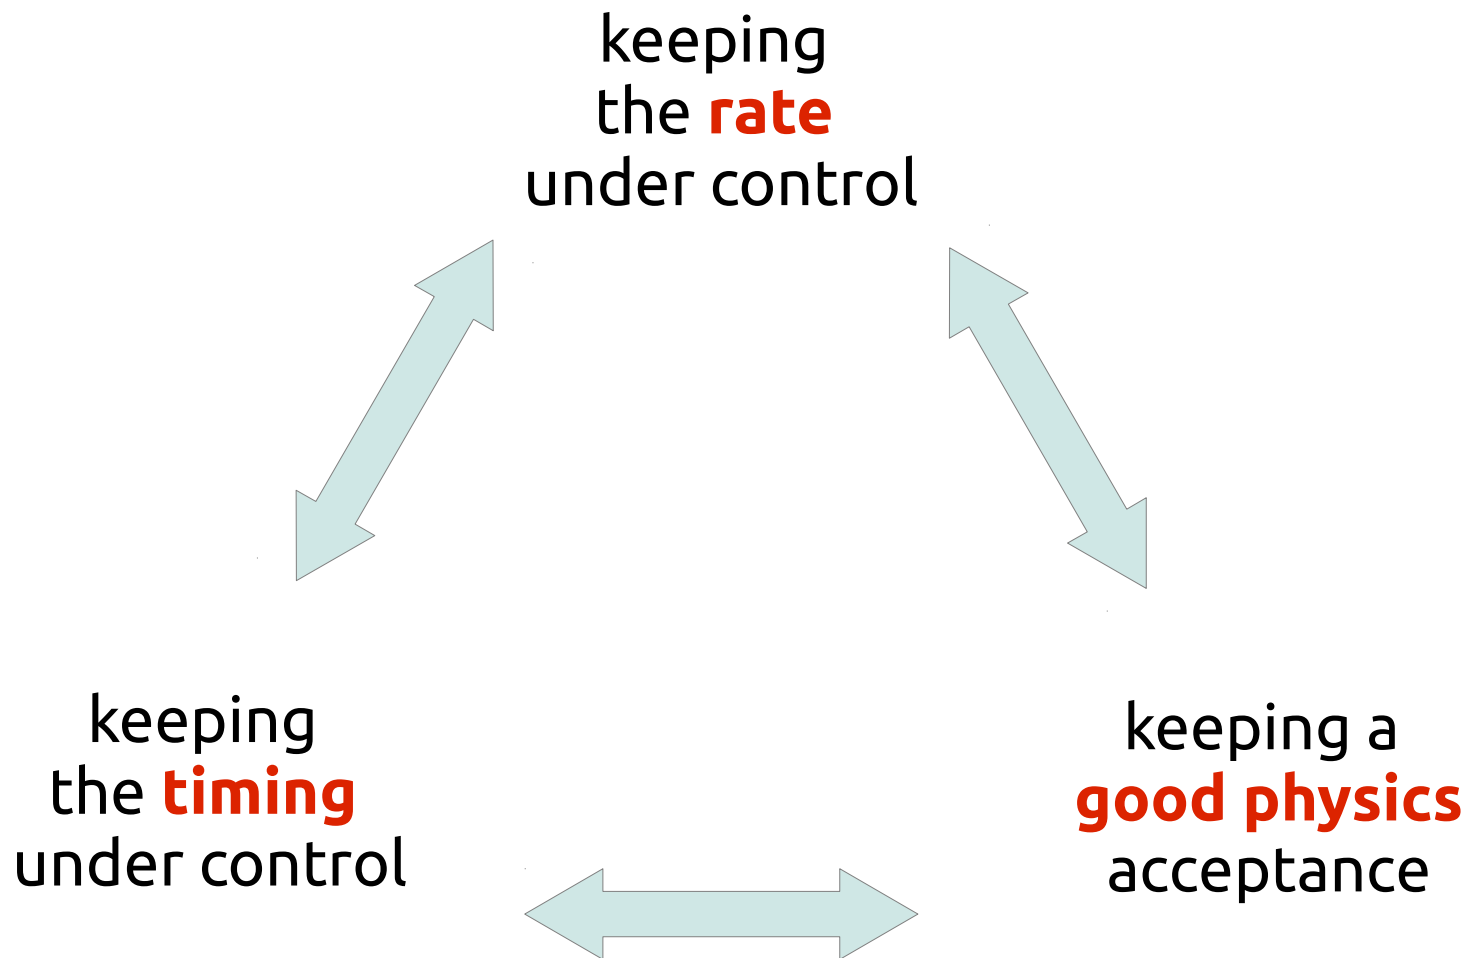 keeping
the rate
under control
keeping
the timing
under control
keeping a
good physics
acceptance